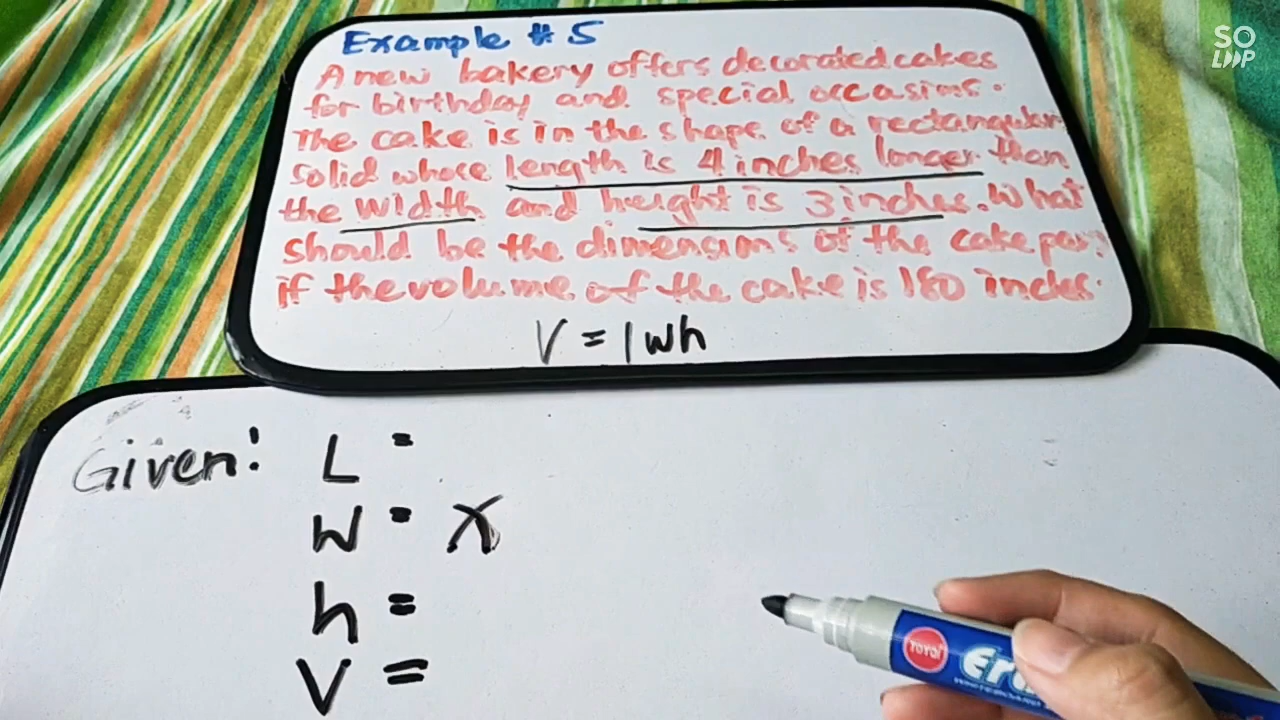 SO
LOOP
Example # 5
A new bakery offers decorated cakes
for birthday and special occasions.
The cake is in the shape of a rectangular
solid whose length is 4 inches longer than
the width and height is 3 inches. What
should be the dimensions of the cake pan,
if the volume of the cake is 180 inches.
V = lwh
Given! L =
W = X
h =
V =
TOYO!